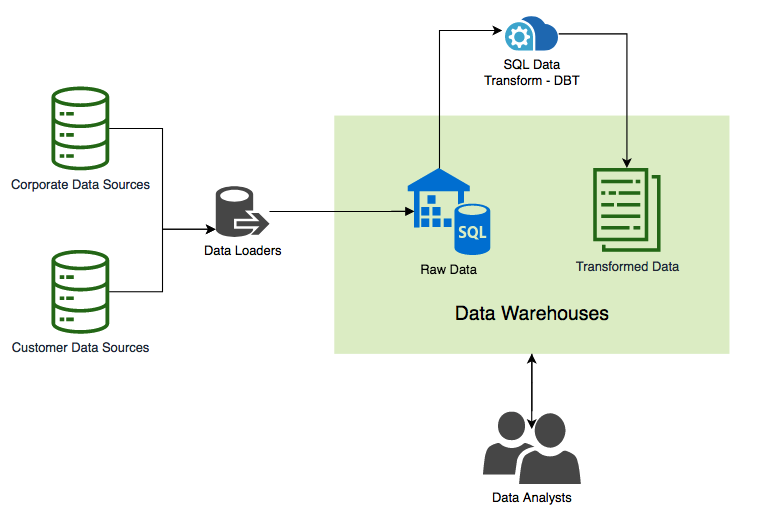 SQL Data
Transform - DBT
Corporate Data Sources
Data Loaders
SQL
Raw Data
Transformed Data
Data Warehouses
Customer Data Sources
Data Analysts